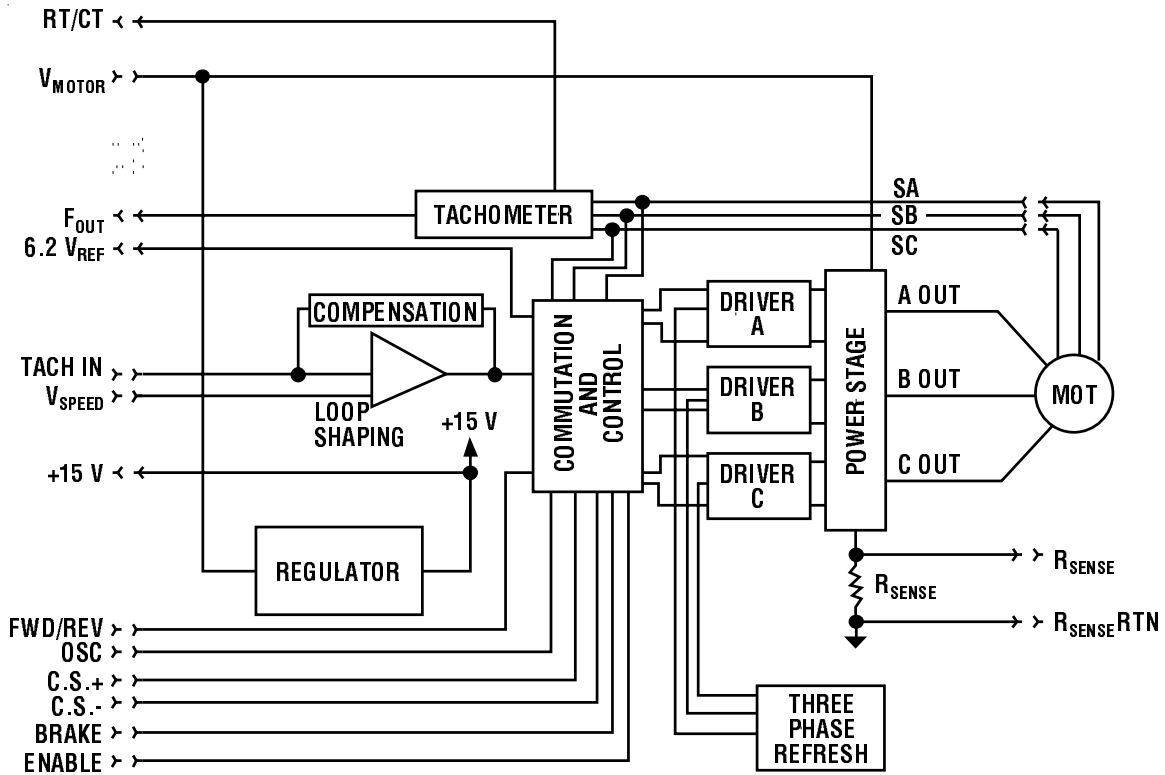 RT/CT
VMOTOR
SA
FOUT
TACHOMETER
SB
6.2 VREF
SC
COMPENSATION
DRIVER
A
A OUT
TACH IN
VSPEED
LOOP
SHAPING
+15 V
COMMUTATION
AND
CONTROL
DRIVER
B
POWER STAGE
B OUT
MOT
+15 V
DRIVER
C
C OUT
REGULATOR
RSENSE
RSENSE
FWD/REV
RSENSERTN
OSC
C.S.+
C.S.-
BRAKE
ENABLE
THREE
PHASE
REFRESH